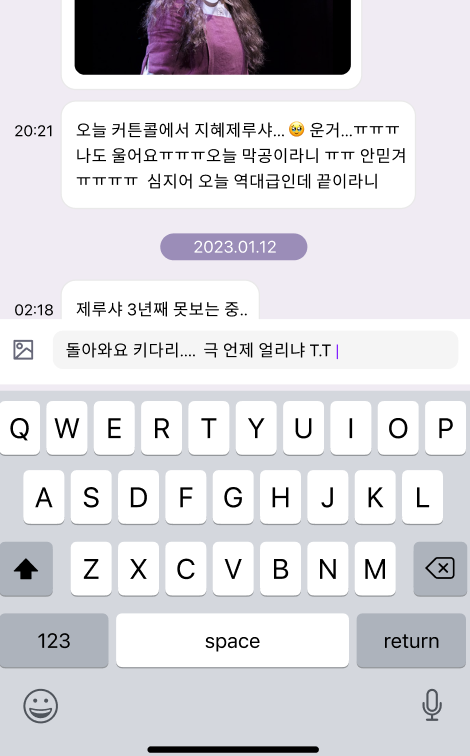 20:21
오늘 커튼콜에서 지혜제루샤... 🥹 운거...ㅠㅠㅠ
나도 울어요ㅠㅠㅠ오늘 막공이라니 ㅠㅠ 안믿겨
ㅠㅠㅠㅠ 심지어 오늘 역대급인데 끝이라니
2023.01.12
02:18
제루샤 3년째 못보는 중..
돌아와요 키다리.... 극 언제 얼리냐 T.T
Q W E R T Y U I O P
A S D F G H J K L
Z X C V B N M
123 space return